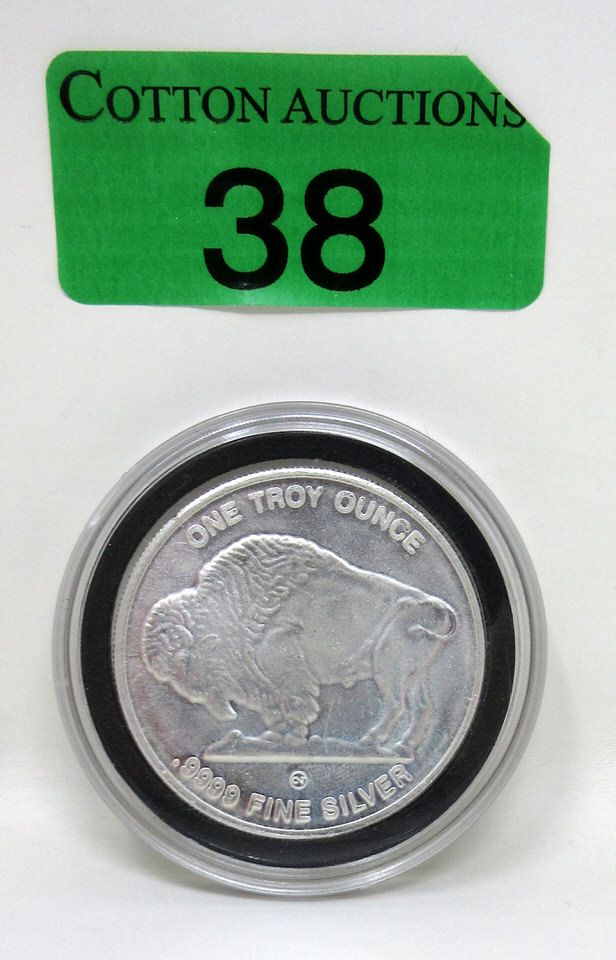 COTTON AUCTIONS
38
ONE TROY OUNCE
.9999 FINE SILVER